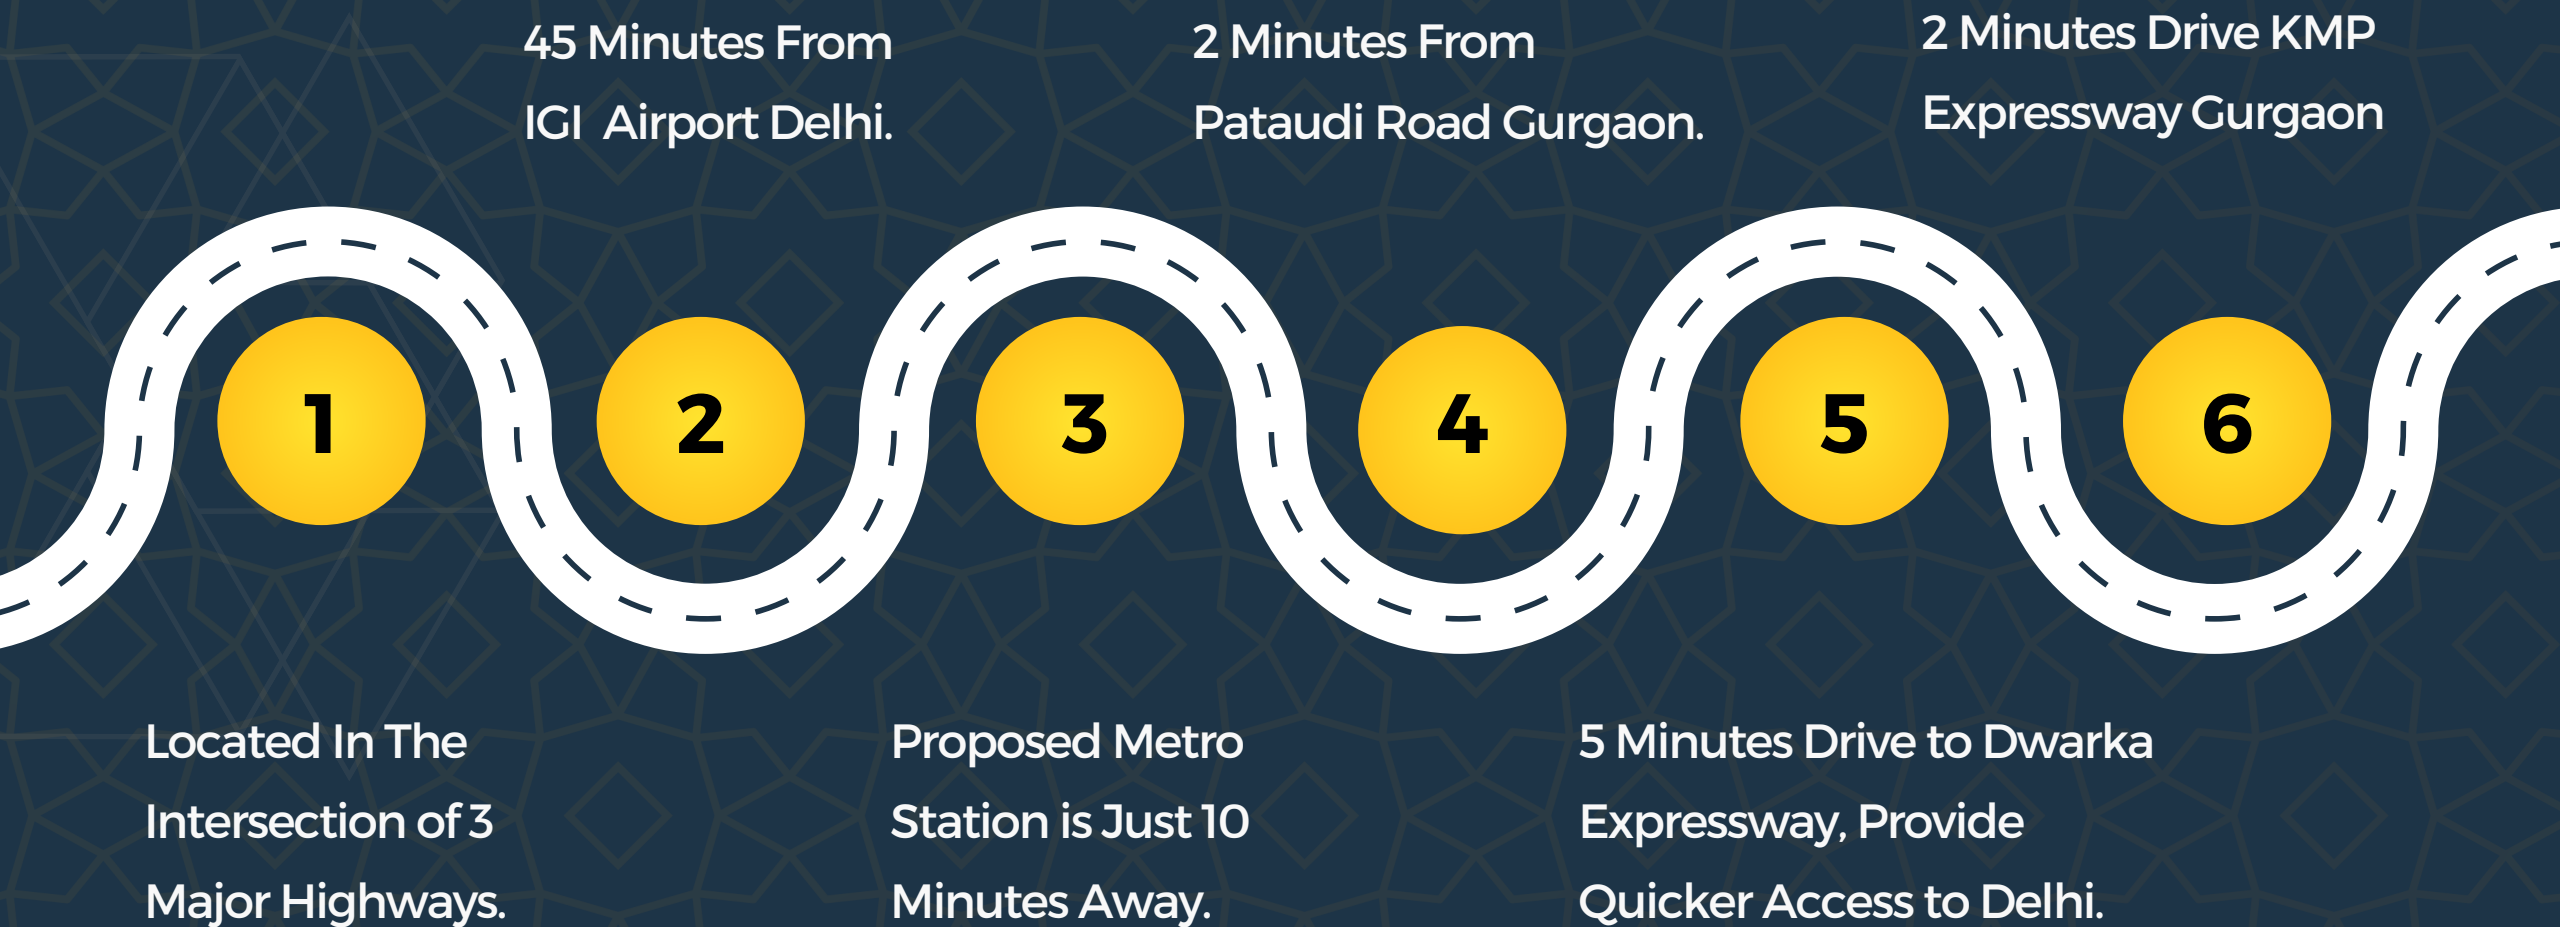 45 Minutes From
IGI Airport Delhi.
2 Minutes From
Pataudi Road Gurgaon.
2 Minutes Drive KMP
Expressway Gurgaon
1
2
3
4
5
6
Located In The
Intersection of 3
Major Highways.
Proposed Metro
Station is Just 10
Minutes Away.
5 Minutes Drive to Dwarka
Expressway, Provide
Quicker Access to Delhi.